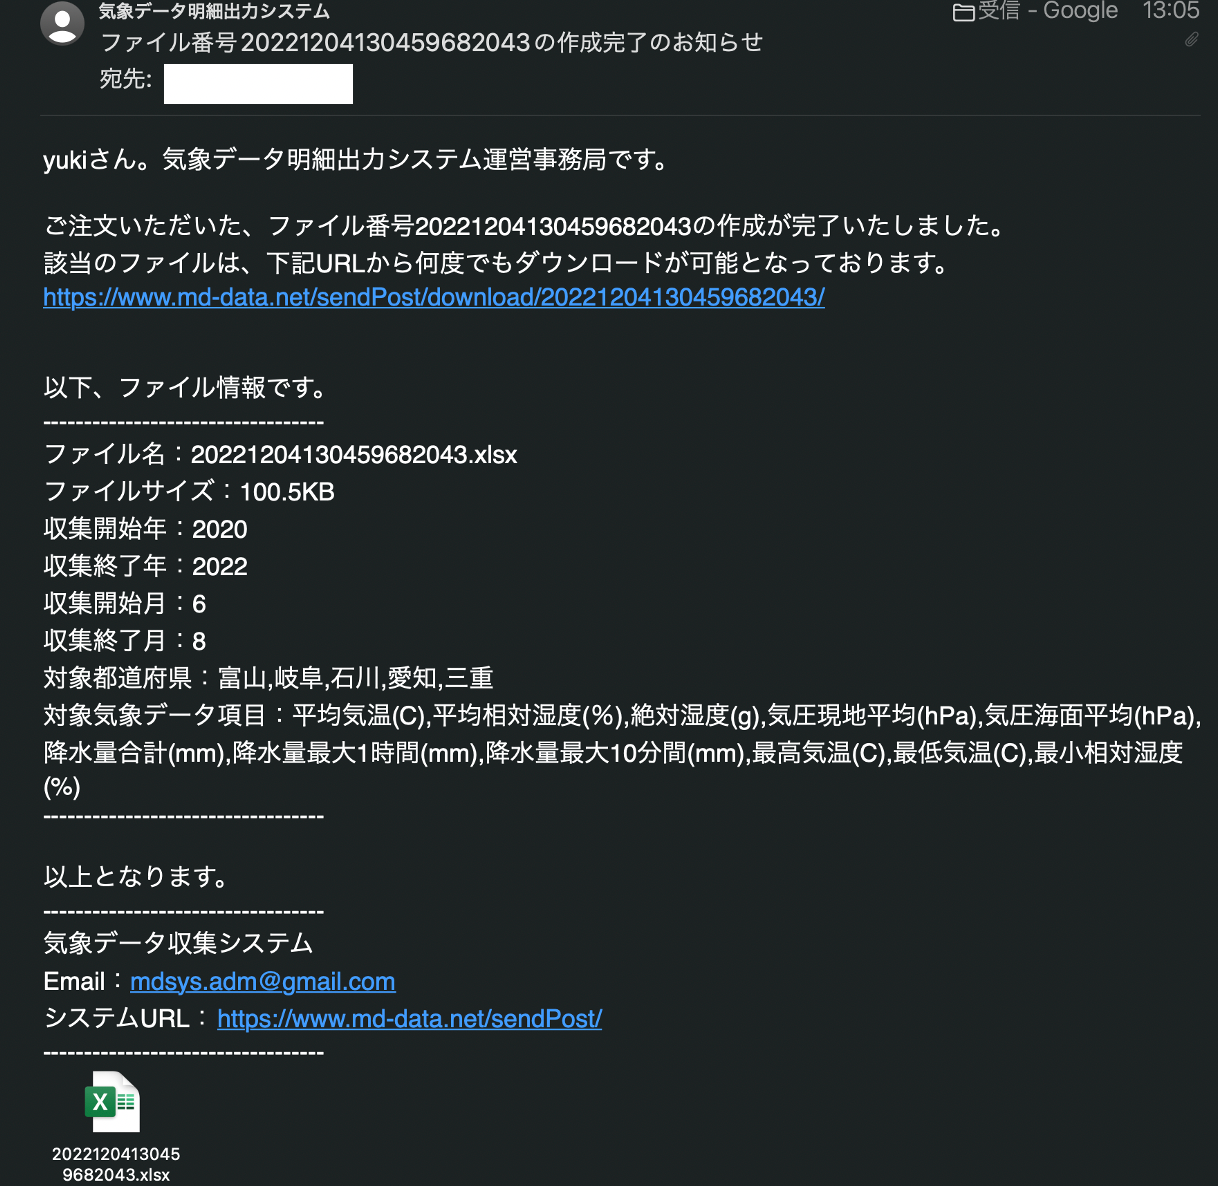 気象データ明細出力システム
受信 - Google 13:05
ファイル番号20221204130459682043の作成完了のお知らせ
宛先:
yukiさん。気象データ明細出力システム運営事務局です。
ご注文いただいた、ファイル番号20221204130459682043の作成が完了いたしました。
該当のファイルは、下記URLから何度でもダウンロードが可能となっております。
https://www.md-data.net/sendPost/download/20221204130459682043/
以下、ファイル情報です。
----------------------------------
ファイル名：20221204130459682043.xlsx
ファイルサイズ：100.5KB
収集開始年：2020
収集終了年：2022
収集開始月：6
収集終了月：8
対象都道府県：富山,岐阜,石川,愛知,三重
対象気象データ項目：平均気温(C),平均相対湿度(%),絶対湿度(g),気圧現地平均(hPa),気圧海面平均(hPa),
降水量合計(mm),降水量最大1時間(mm),降水量最大10分間(mm),最高気温(C),最低気温(C),最小相対湿度
(%)
----------------------------------
以上となります。
----------------------------------
気象データ収集システム
Email：mdsys.adm@gmail.com
システムURL：https://www.md-data.net/sendPost/
----------------------------------
X
2022120413045
9682043.xlsx